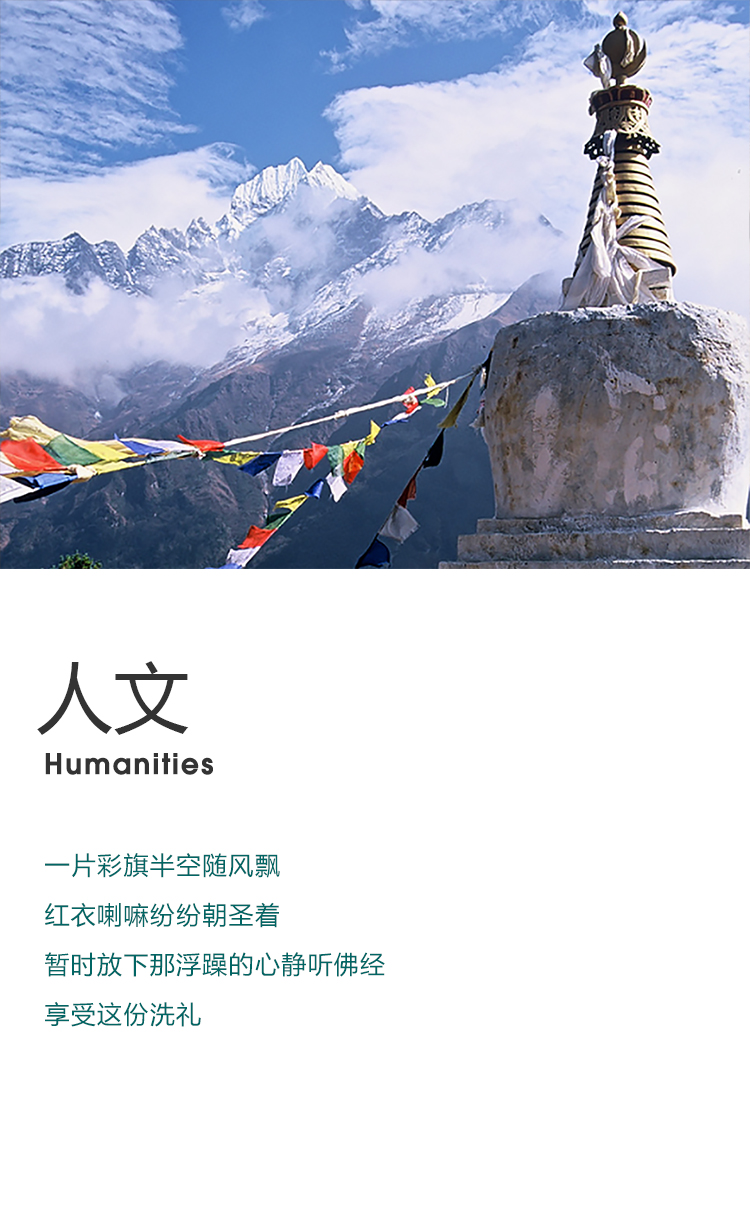 人文
Humanities
一片彩旗半空随风飘
红衣喇嘛纷纷朝圣着
暂时放下那浮躁的心静听佛经
享受这份洗礼